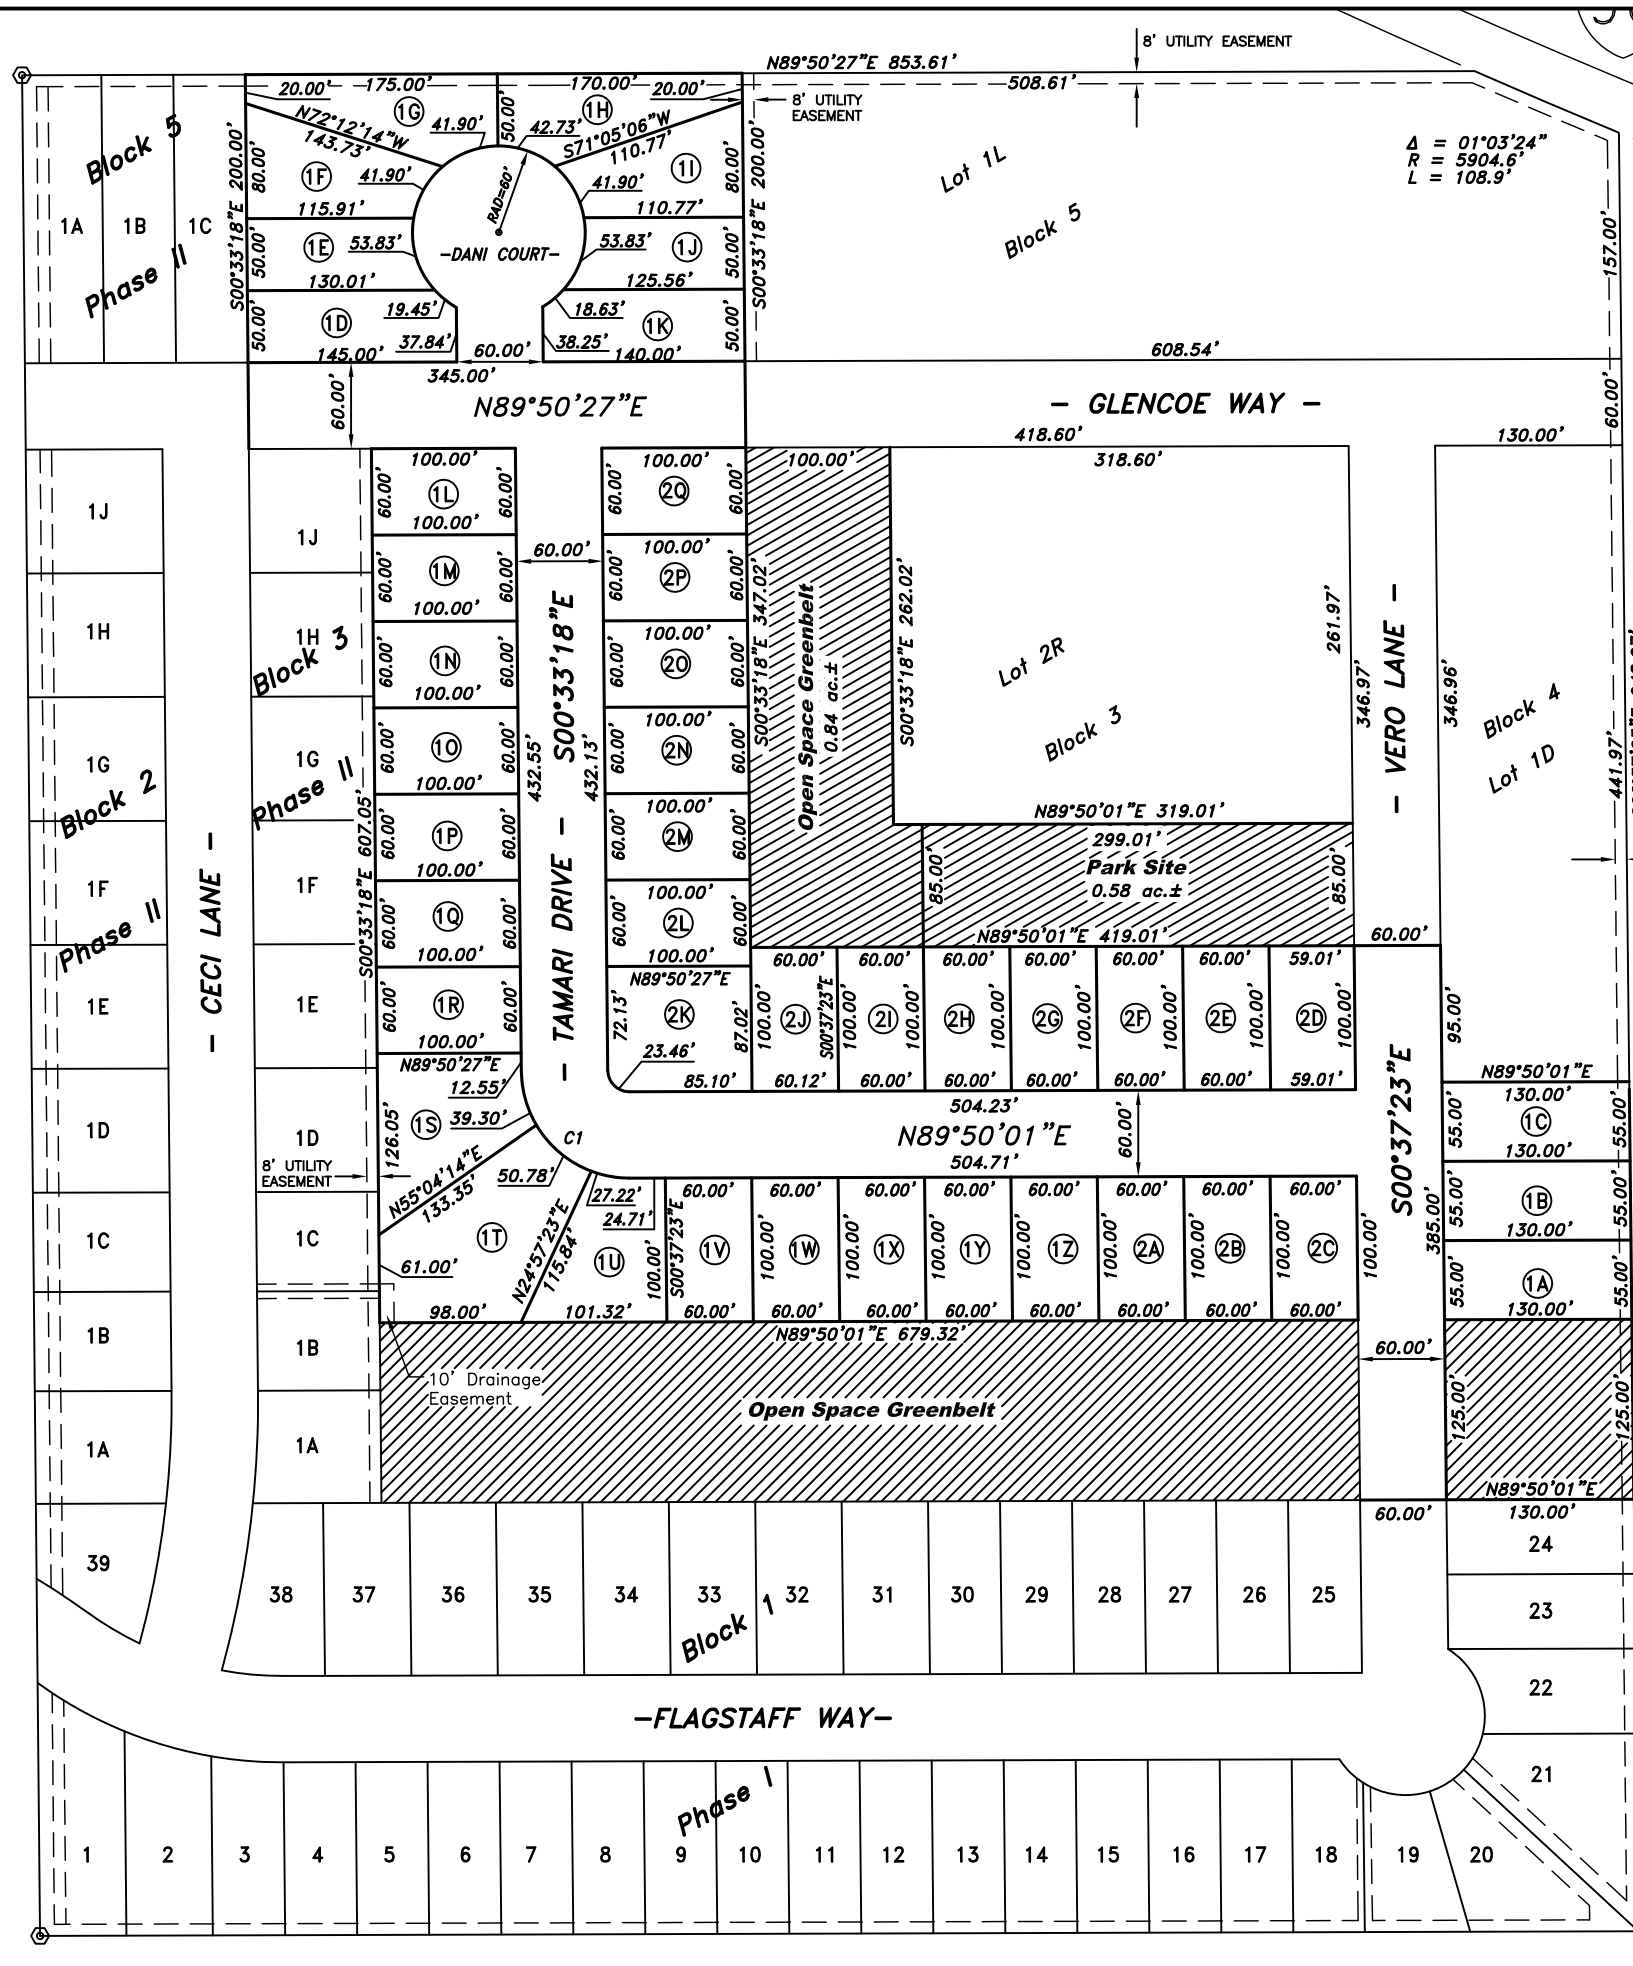 8' UTILITY EASEMENT
N89°50'27"E 853.61'
508.61'
20.00'
175.00'
170.00'
20.00'
8' UTILITY
EASEMENT
1G
1H
50.00'
N72°12'14"W
143.73'
41.90'
42.73'
S71°05'06"W
110.77'
Δ = 01°03'24"
R = 5904.6'
L = 108.9'
Block 5
Phase II
1A
1B
1C
S00°33'18"E 200.00'
80.00'
1F
41.90'
115.91'
RAD=60'
1I
41.90'
110.77'
80.00'
S00°33'18"E 200.00'
Lot 1L
Block 5
157.00'
50.00'
1E
53.83'
130.01'
-DANI COURT-
53.83'
1J
125.56'
50.00'
50.00'
1D
19.45'
37.84'
145.00'
60.00'
18.63'
38.25'
1K
140.00'
50.00'
608.54'
345.00'
60.00'
N89°50'27"E
- GLENCOE WAY -
60.00'
418.60'
130.00'
318.60'
100.00'
60.00'
1L
60.00'
100.00'
60.00'
1M
60.00'
100.00'
60.00'
1N
60.00'
100.00'
60.00'
1O
60.00'
100.00'
60.00'
1P
60.00'
100.00'
60.00'
1Q
60.00'
100.00'
60.00'
1R
60.00'
100.00'
N89°50'27"E
60.00'
- TAMARI DRIVE - S00°33'18"E
432.55'
432.13'
100.00'
60.00'
2Q
60.00'
100.00'
60.00'
2P
60.00'
100.00'
60.00'
2O
60.00'
100.00'
60.00'
2N
60.00'
100.00'
60.00'
2M
60.00'
100.00'
60.00'
2L
60.00'
100.00'
N89°50'27"E
72.13'
2K
87.02'
23.46'
85.10'
100.00'
S00°33'18"E 347.02'
Open Space Greenbelt
0.84 ac.±
S00°33'18"E 262.02'
Lot 2R
Block 3
261.97'
N89°50'01"E 319.01'
299.01'
Park Site
0.58 ac.±
85.00'
85.00'
N89°50'01"E 419.01'
346.97'
- VERO LANE -
346.96'
Block 4
Lot 1D
441.97'
60.00'
1J
1H
1G
Block 2
1F
Phase II
1E
1D
1C
1B
1A
- CECI LANE -
1J
1H
Block 3
1G
Phase II
1F
1E
1D
1C
1B
1A
S00°33'18"E 607.05'
8' UTILITY
EASEMENT
60.00'
60.00'
60.00'
60.00'
60.00'
60.00'
59.01'
100.00'
2J
S00°37'23"E
100.00'
2I
100.00'
2H
100.00'
2G
100.00'
2F
100.00'
2E
100.00'
2D
100.00'
60.12'
60.00'
60.00'
60.00'
60.00'
60.00'
59.01'
S00°37'23"E
95.00'
N89°50'01"E
130.00'
55.00'
1C
55.00'
130.00'
55.00'
1B
55.00'
130.00'
55.00'
1A
55.00'
130.00'
385.00'
12.55'
39.30'
1S
126.05'
N55°04'14"E
133.35'
C1
50.78'
1T
61.00'
98.00'
N24°57'23"E
115.84'
27.22'
24.71'
1U
101.32'
504.23'
N89°50'01"E
504.71'
60.00'
100.00'
S00°37'23"E
60.00'
60.00'
60.00'
60.00'
60.00'
60.00'
60.00'
60.00'
1V
100.00'
1W
100.00'
1X
100.00'
1Y
100.00'
1Z
100.00'
2A
100.00'
2B
100.00'
2C
100.00'
60.00'
60.00'
60.00'
60.00'
60.00'
60.00'
60.00'
60.00'
N89°50'01"E 679.32'
10' Drainage
Easement
Open Space Greenbelt
60.00'
125.00'
125.00'
N89°50'01"E
60.00'
130.00'
39
38
37
36
35
34
33
32
31
30
29
28
27
26
25
24
23
22
21
Block 1
-FLAGSTAFF WAY-
Phase I
1
2
3
4
5
6
7
8
9
10
11
12
13
14
15
16
17
18
19
20